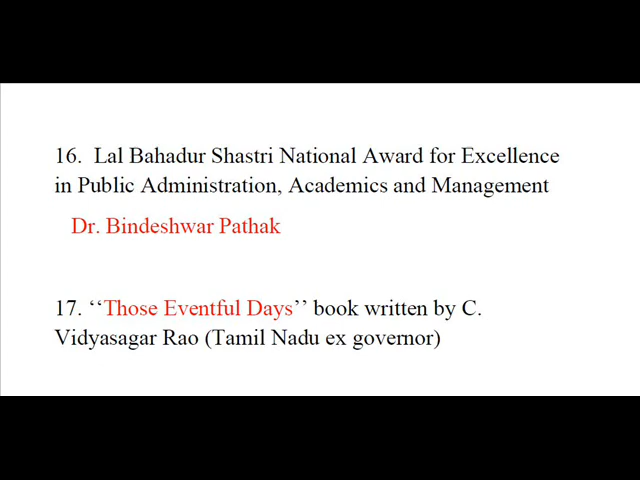 16.  Lal Bahadur Shastri National Award for Excellence
in Public Administration, Academics and Management
Dr. Bindeshwar Pathak
17. ‘‘Those Eventful Days’’ book written by C.
Vidyasagar Rao (Tamil Nadu ex governor)